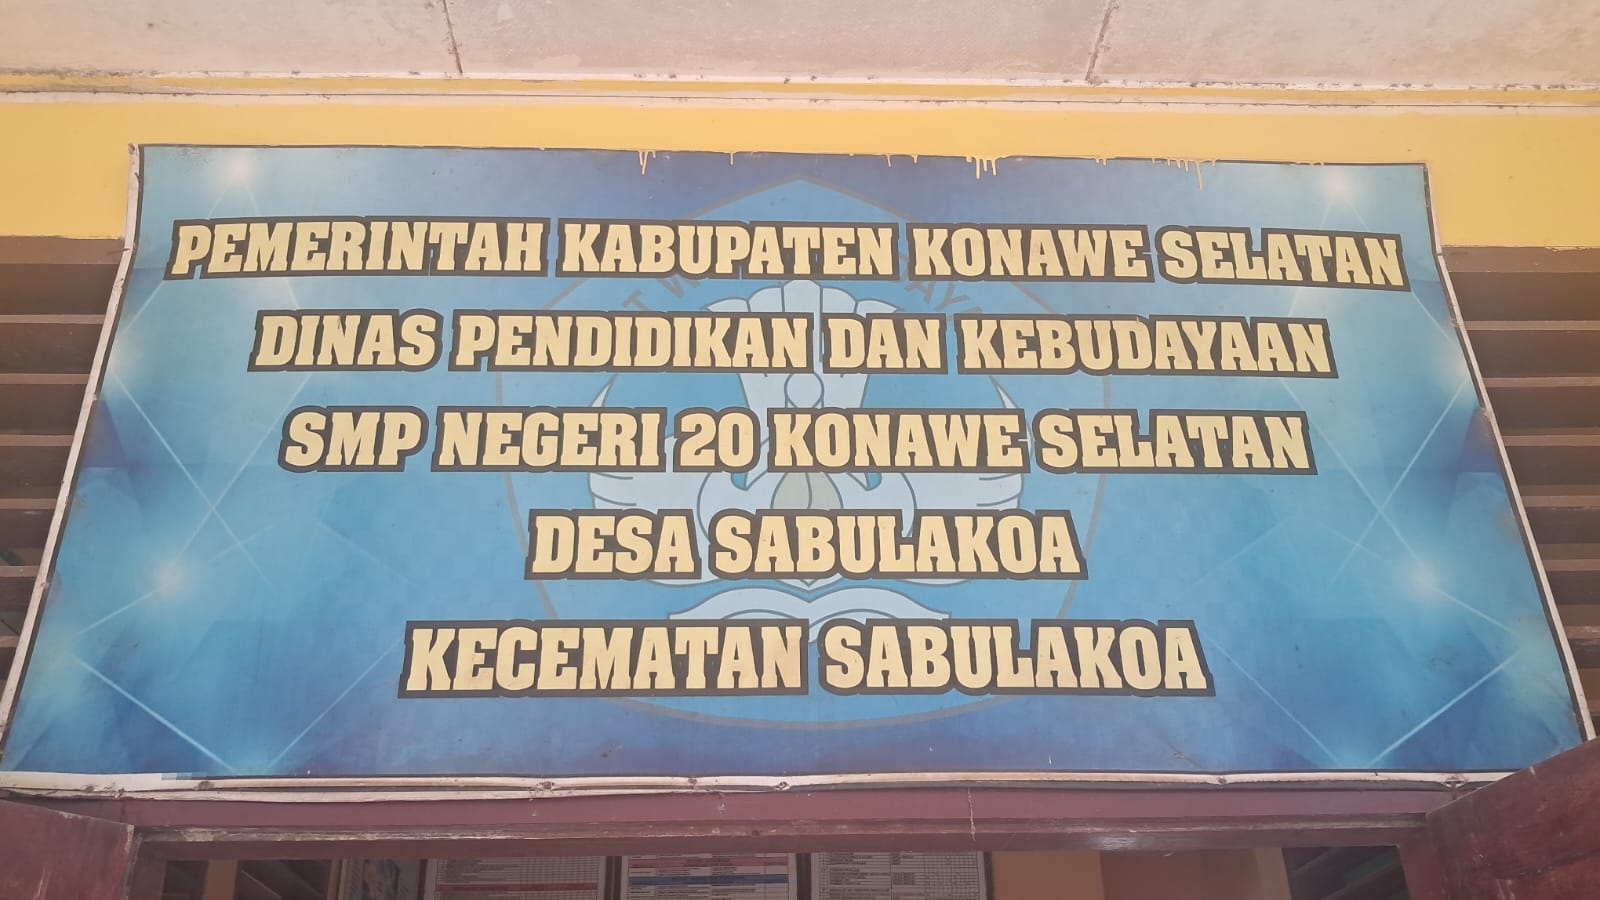 PEMERINTAH KABUPATEN KONAWE SELATAN
DINAS PENDIDIKAN DAN KEBUDAYAAN
SMP NEGERI 20 KONAWE SELATAN
DESA SABULAKOA
KECEMATAN SABULAKOA